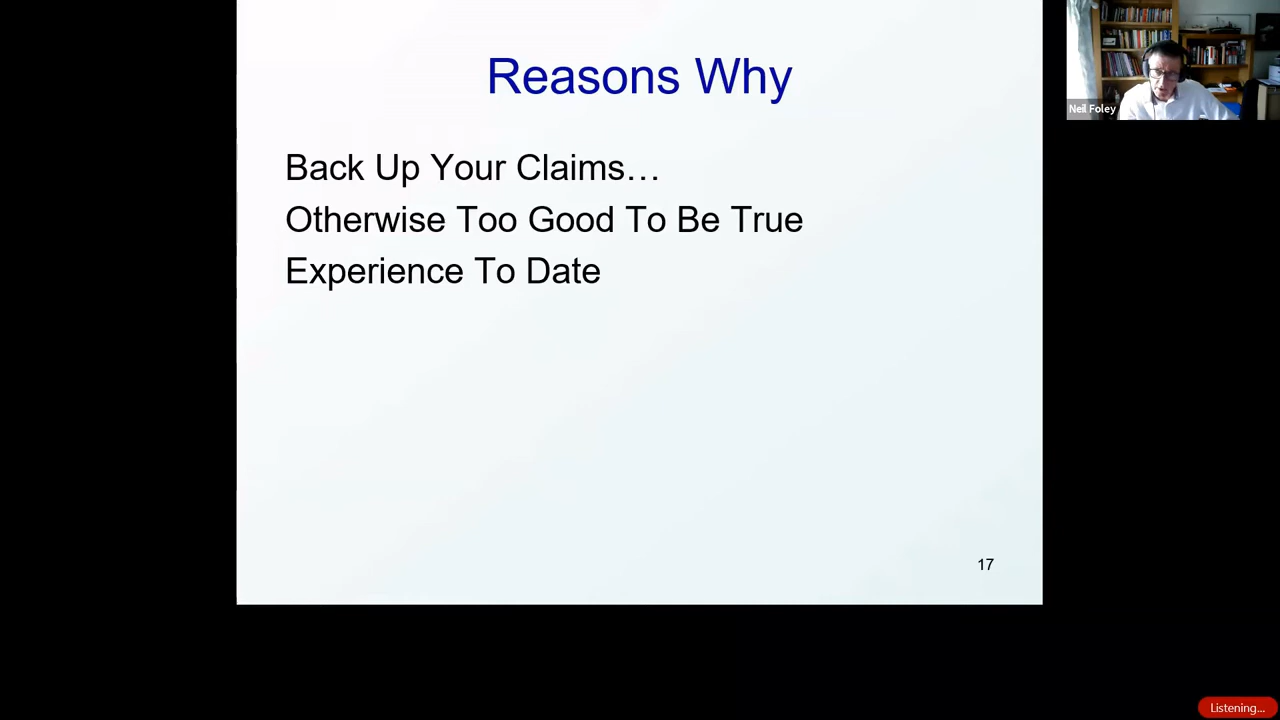 Reasons Why
Neil Foley
Back Up Your Claims…
Otherwise Too Good To Be True
Experience To Date
17
Listening...